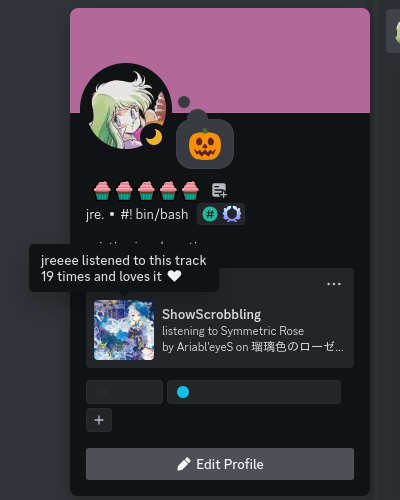 🧁🧁🧁🧁🧁
jre. • #! bin/bash
jreeee listened to this track
19 times and loves it 🤍
ShowScrobbling
listening to Symmetric Rose
by Ariabl'eyeS on 瑠璃色のローゼ...
Edit Profile